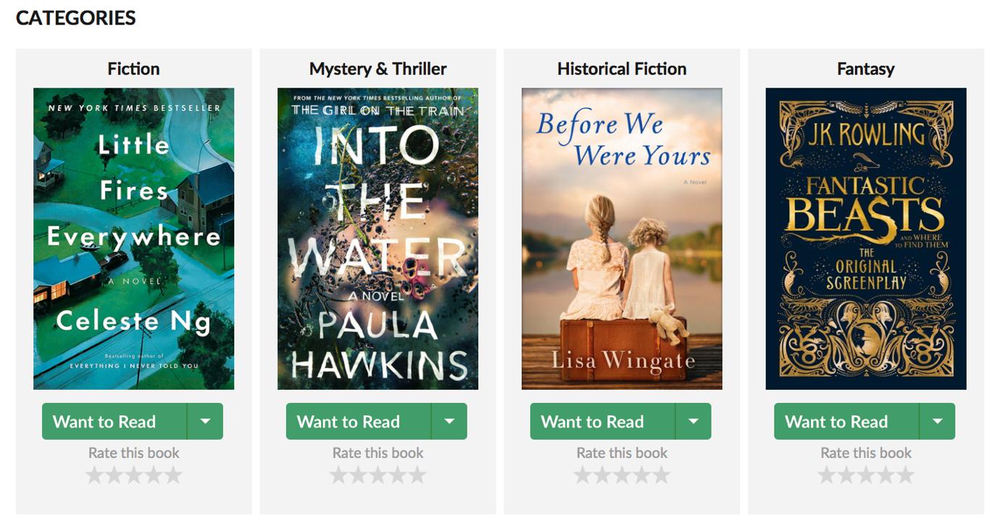 CATEGORIES
Fiction
NEW YORK TIMES BESTSELLER
Little
Fires
Everywhere
A NOVEL
Celeste Ng
Bestselling author of
EVERYTHING I NEVER TOLD YOU
Want to Read
Rate this book
Mystery & Thriller
FROM THE NEW YORK TIMES BESTSELLING AUTHOR OF
THE GIRL ON THE TRAIN
INTO
THE
WATER
A NOVEL
PAULA
HAWKINS
Want to Read
Rate this book
Historical Fiction
Before We
Were Yours
A Novel
Lisa Wingate
Want to Read
Rate this book
Fantasy
J.K. ROWLING
FANTASTIC
BEASTS
AND WHERE
TO FIND THEM
THE
ORIGINAL
SCREENPLAY
Want to Read
Rate this book